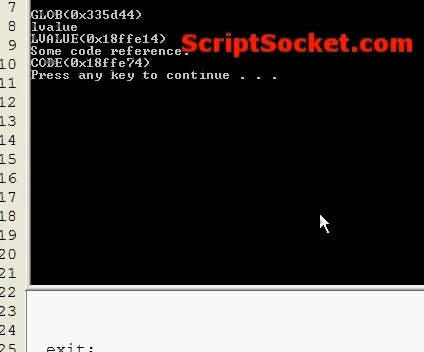 7
GLOB(0x335d44)
8
lvalue
9
LVALUE(0x18ffe14)
ScriptSocket.com
Some code reference.
10
CODE(0x18ffe74)
Press any key to continue . . .
11
12
13
14
15
16
17
18
19
20
21
22
23
24
25
exit;